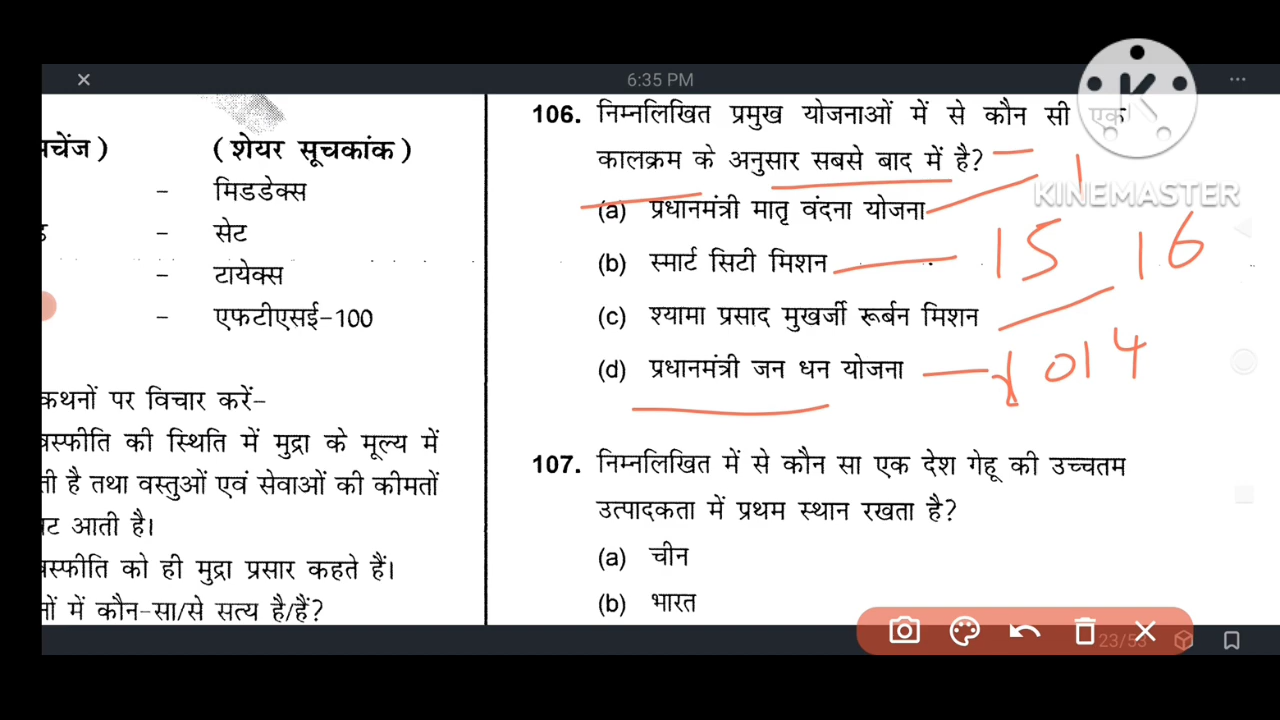 6:35 PM
KINEMASTER
( शेयर सूचकांक )
- मिडडेक्स
- सेट
- टायेक्स
- एफटीएसई-100
कथनों पर विचार करें-
की स्थिति में मुद्रा के मूल्य में
है तथा वस्तुओं एवं सेवाओं की कीमतों
आती है।
को ही मुद्रा प्रसार कहते हैं।
में कौन-सा/से सत्य है/हैं?
106. निम्नलिखित प्रमुख योजनाओं में से कौन सी एक
कालक्रम के अनुसार सबसे बाद में है?
(a) प्रधानमंत्री मातृ वंदना योजना
(b) स्मार्ट सिटी मिशन
15 16
(c) श्यामा प्रसाद मुखर्जी रूर्बन मिशन
(d) प्रधानमंत्री जन धन योजना
2014
107. निम्नलिखित में से कौन सा एक देश गेहू की उच्चतम
उत्पादकता में प्रथम स्थान रखता है?
(a) चीन
(b) भारत
23/53